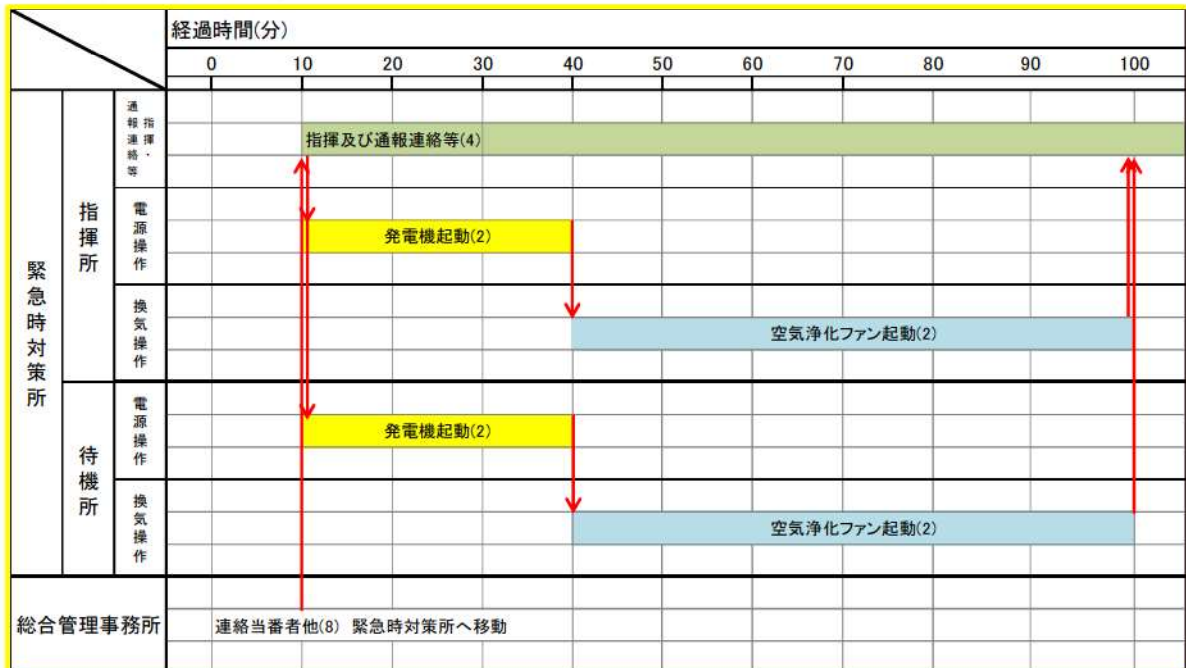 経過時間(分)
0 10 20 30 40 50 60 70 80 90 100
緊急時対策所
指揮所
指揮・通報連絡等
指揮及び通報連絡等(4)
電源操作
発電機起動(2)
換気操作
空気浄化ファン起動(2)
待機所
電源操作
発電機起動(2)
換気操作
空気浄化ファン起動(2)
総合管理事務所
連絡当番者他(8) 緊急時対策所へ移動